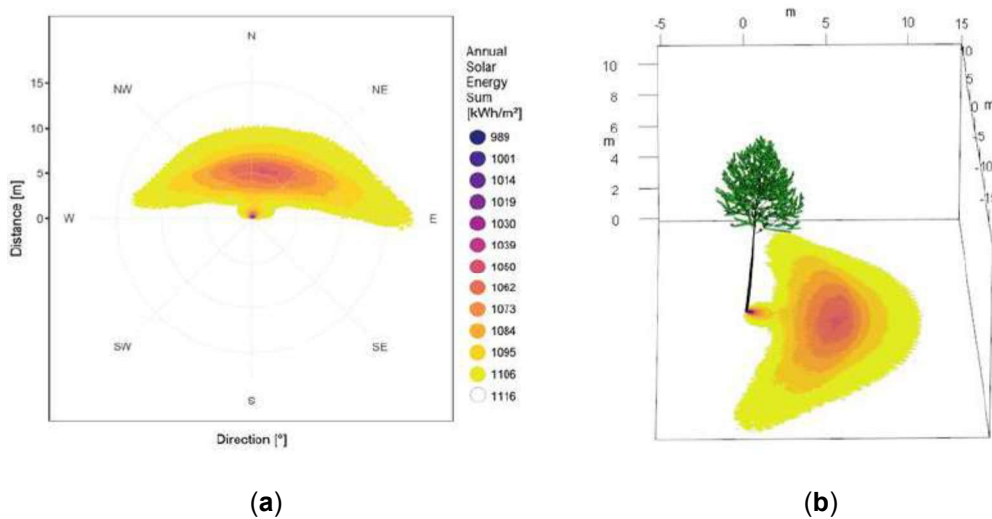 N
NW
NE
W
E
SW
SE
S
15
10
5
0
Distance [m]
Direction [°]
Annual
Solar
Energy
Sum
[kWh/m²]
989
1001
1014
1019
1030
1039
1050
1062
1073
1084
1095
1106
1116
(a)
m
-5
0
5
10
15
10
8
6
4
2
0
m
10
5
0
m
-5
-10
-15
(b)